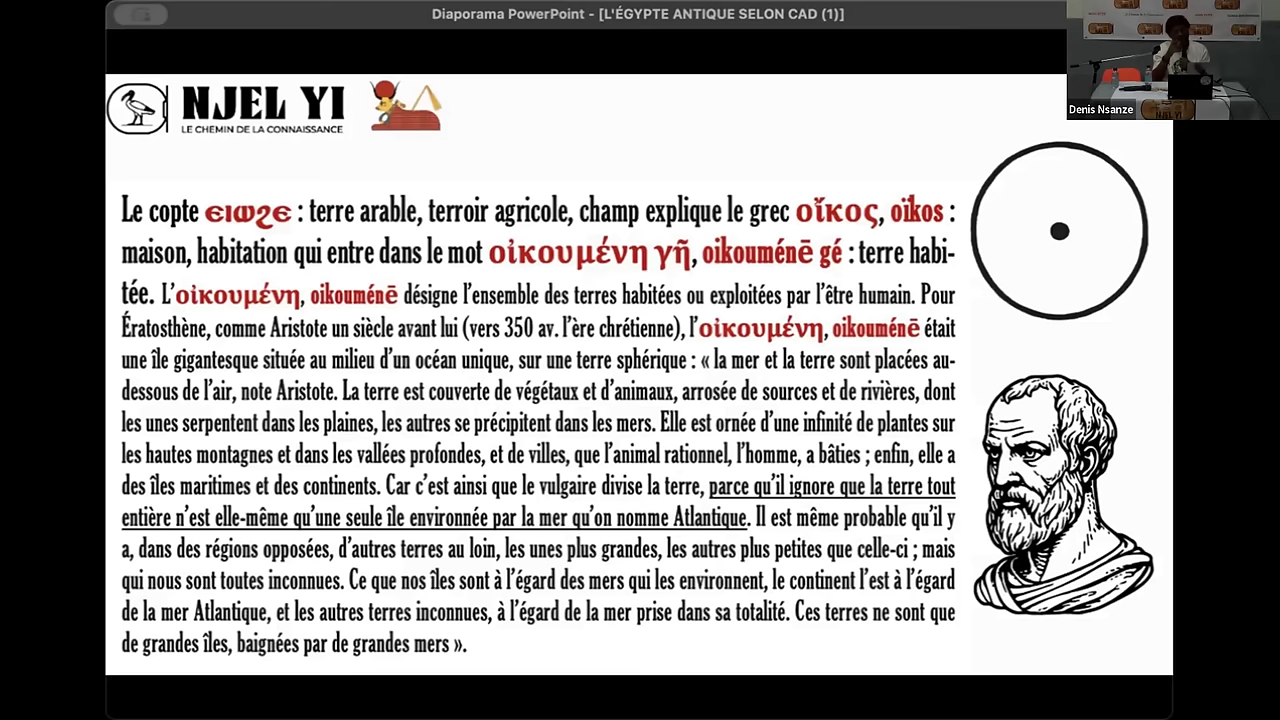 Diaporama PowerPoint - [L'ÉGYPTE ANTIQUE SELON CAD (1)]
Denis Nsanze
NJEL YI
NJEL YI
LE CHEMIN DE LA CONNAISSANCE
Le copte ⲉⲓⲱϩⲉ : terre arable, terroir agricole, champ explique le grec οἶκος, oïkos :
maison, habitation qui entre dans le mot οἰκουμένη γῆ, oikouménē gé : terre habi-
tée. L'οἰκουμένη, oikouménē désigne l'ensemble des terres habitées ou exploitées par l'être humain. Pour
Ératosthène, comme Aristote un siècle avant lui (vers 350 av. l'ère chrétienne), l'οἰκουμένη, oikouménē était
une île gigantesque située au milieu d'un océan unique, sur une terre sphérique : « la mer et la terre sont placées au-
dessous de l'air, note Aristote. La terre est couverte de végétaux et d'animaux, arrosée de sources et de rivières, dont
les unes serpentent dans les plaines, les autres se précipitent dans les mers. Elle est ornée d'une infinité de plantes sur
les hautes montagnes et dans les vallées profondes, et de villes, que l'animal rationnel, l'homme, a bâties ; enfin, elle a
des îles maritimes et des continents. Car c'est ainsi que le vulgaire divise la terre, parce qu'il ignore que la terre tout
entière n'est elle-même qu'une seule île environnée par la mer qu'on nomme Atlantique. Il est même probable qu'il y
a, dans des régions opposées, d'autres terres au loin, les unes plus grandes, les autres plus petites que celle-ci ; mais
qui nous sont toutes inconnues. Ce que nos îles sont à l'égard des mers qui les environnent, le continent l'est à l'égard
de la mer Atlantique, et les autres terres inconnues, à l'égard de la mer prise dans sa totalité. Ces terres ne sont que
de grandes îles, baignées par de grandes mers ».